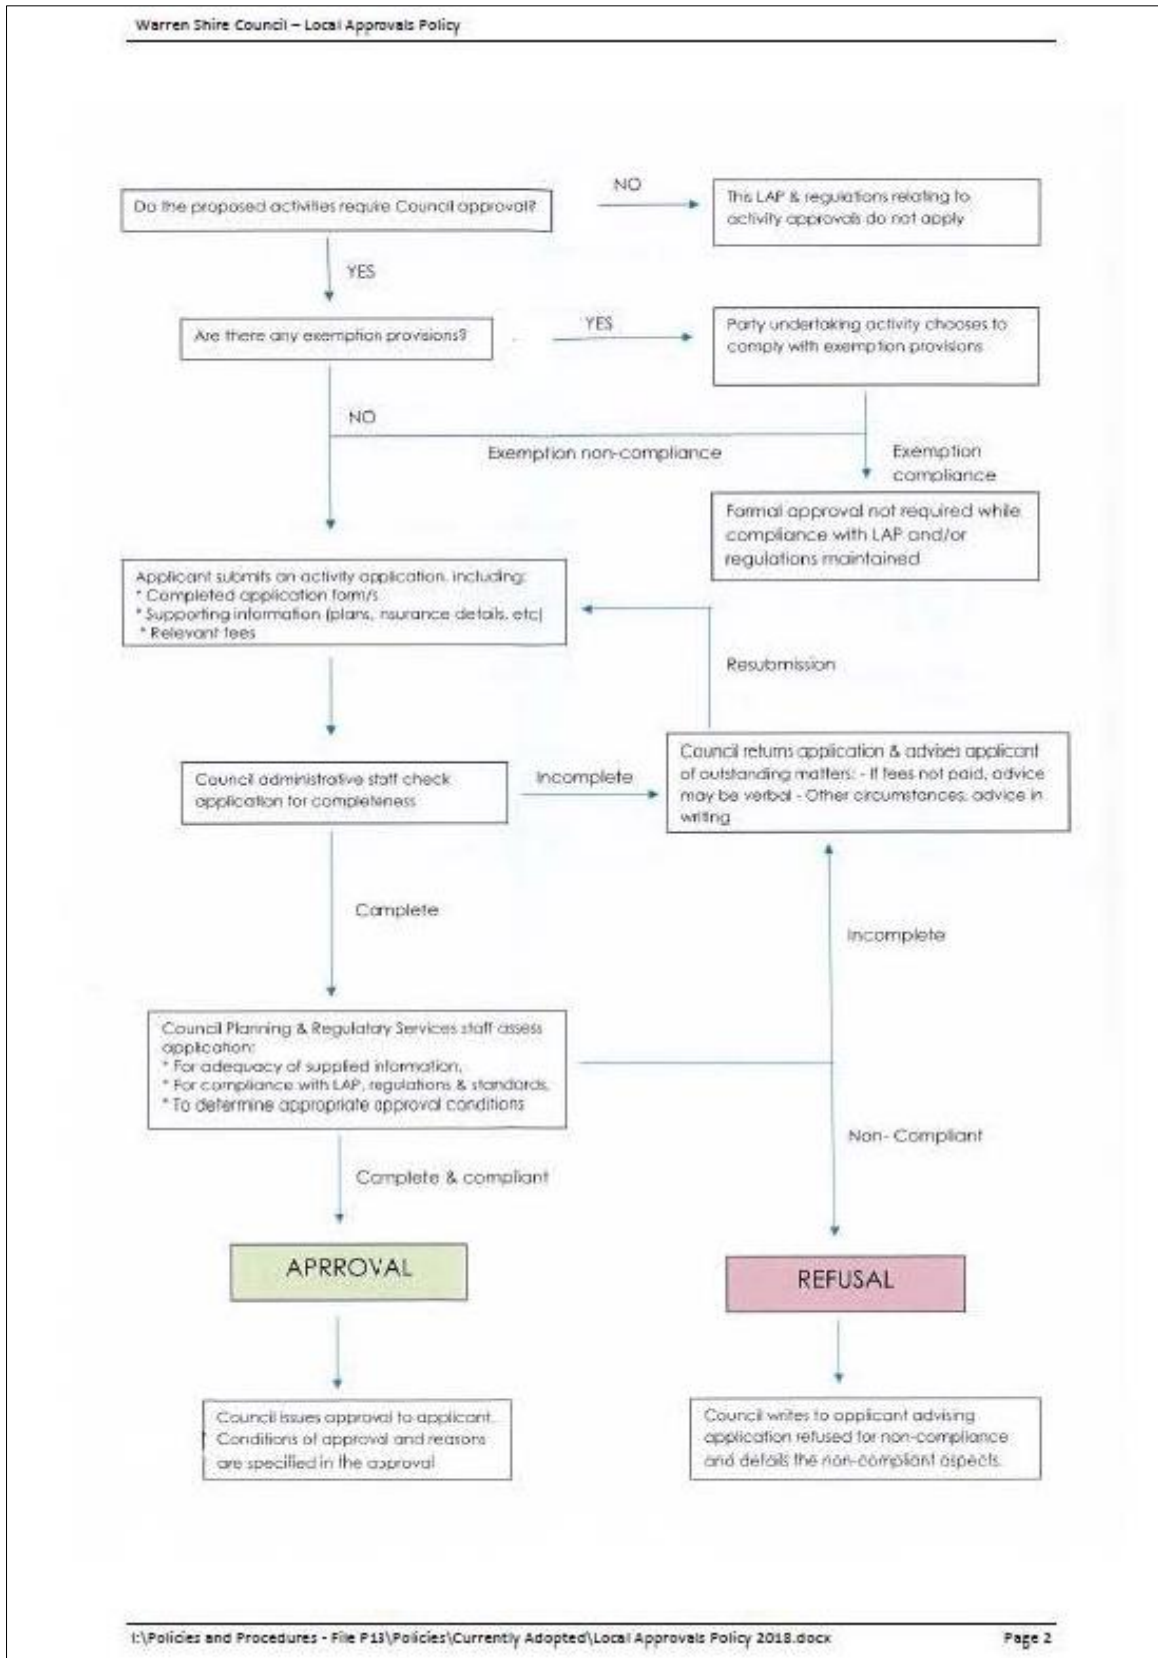 Warren Shire Council – Local Approvals Policy
Do the proposed activities require Council approval?
NO
This LAP & regulations relating to
activity approvals do not apply
YES
Are there any exemption provisions?
YES
Party undertaking activity chooses to
comply with exemption provisions
NO
Exemption non-compliance
Exemption
compliance
Formal approval not required while
compliance with LAP and/or
regulations maintained
Applicant submits an activity application, including:
* Completed application form/s
* Supporting information (plans, nsurance details, etc)
* Relevant fees
Resubmission
Council administrative staff check
application for completeness
Incomplete
Council returns application & advises applicant
of outstanding matters: - If fees not paid, advice
may be verbal - Other circumstances, advice in
writing
Complete
Incomplete
Council Planning & Regulatory Services staff assess
application:
* For adequacy of supplied information,
* For compliance with LAP, regulations & standards,
* To determine appropriate approval conditions
Non- Compliant
Complete & compliant
APRROVAL
REFUSAL
Council issues approval to applicant.
Conditions of approval and reasons
are specified in the approval
Council writes to applicant advising
application refused for non-compliance
and details the non-compliant aspects.
I:\Policies and Procedures - File P13\Policies\Currently Adopted\Local Approvals Policy 2018.docx
Page 2